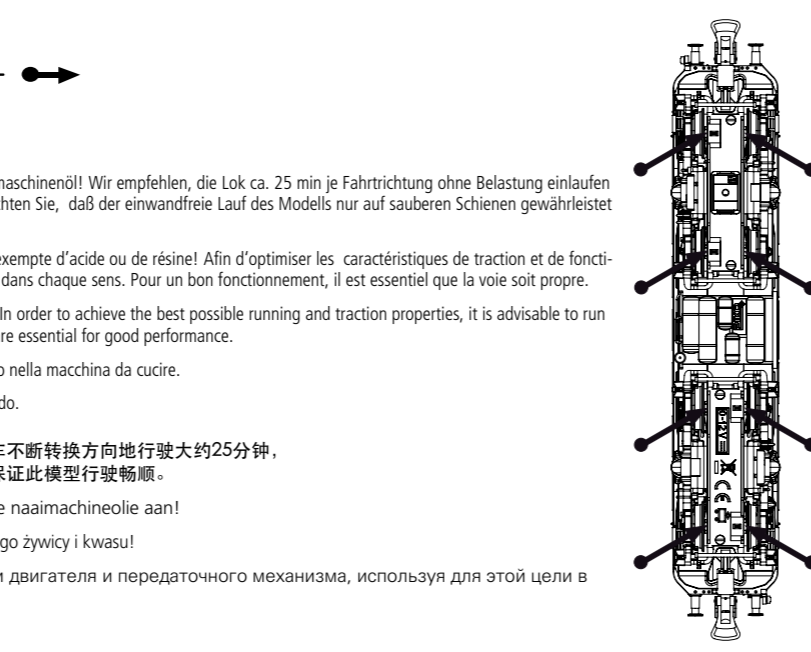 maschinenöl! Wir empfehlen, die Lok ca. 25 min je Fahrtrichtung ohne Belastung einlaufen
chten Sie, daß der einwandfreie Lauf des Modells nur auf sauberen Schienen gewährleistet
exempte d'acide ou de résine! Afin d'optimiser les caractéristiques de traction et de foncti-
dans chaque sens. Pour un bon fonctionnement, il est essentiel que la voie soit propre.
In order to achieve the best possible running and traction properties, it is advisable to run
re essential for good performance.
o nella macchina da cucire.
do.
车不断转换方向地行驶大约25分钟，
保证此模型行驶畅顺。
e naaimachineolie aan!
go żywicy i kwasu!
и двигателя и передаточного механизма, используя для этой цели в
0-12V
CE